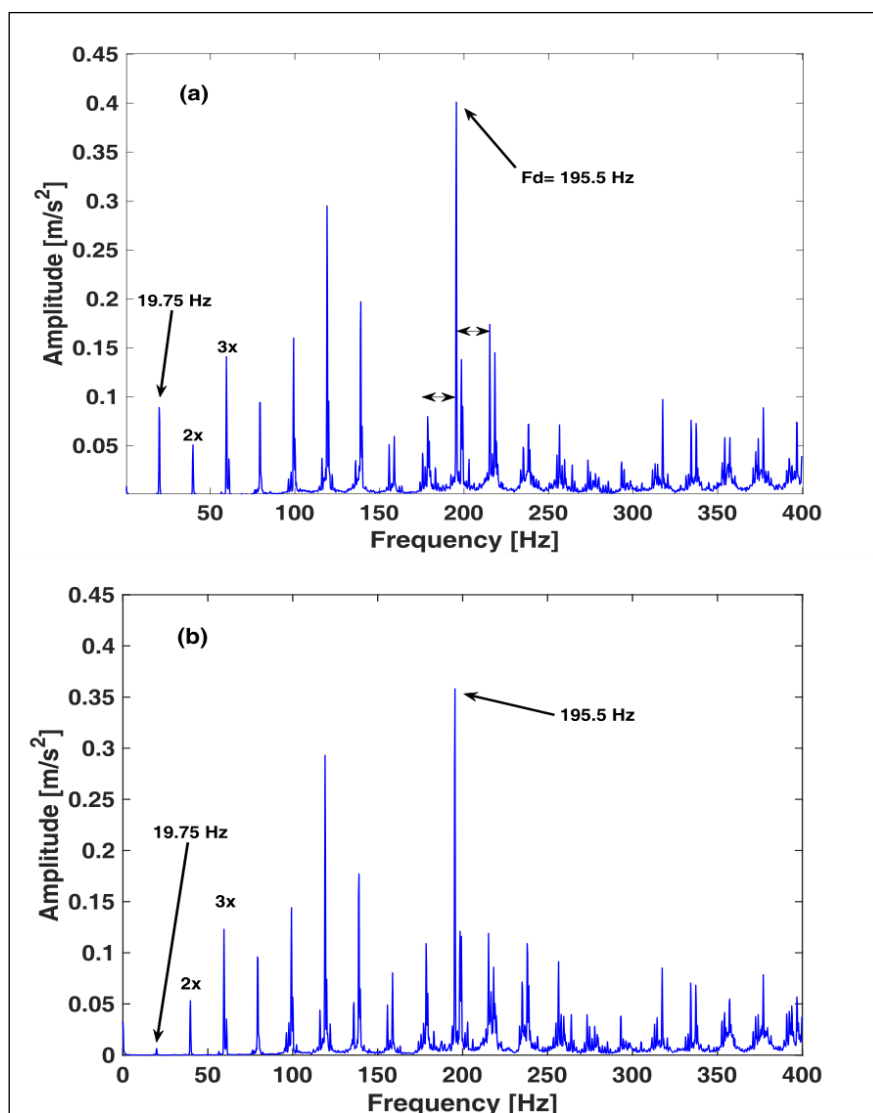 0.45
(a)
0.4
0.35
Fd= 195.5 Hz
0.3
0.25
0.2
19.75 Hz
0.15
3x
0.1
2x
0.05
50 100 150 200 250 300 350 400
Frequency [Hz]
Amplitude [m/s²]
0.45
(b)
0.4
0.35
195.5 Hz
0.3
0.25
19.75 Hz
0.2
0.15
3x
0.1
2x
0.05
0
0 50 100 150 200 250 300 350 400
Frequency [Hz]
Amplitude [m/s²]